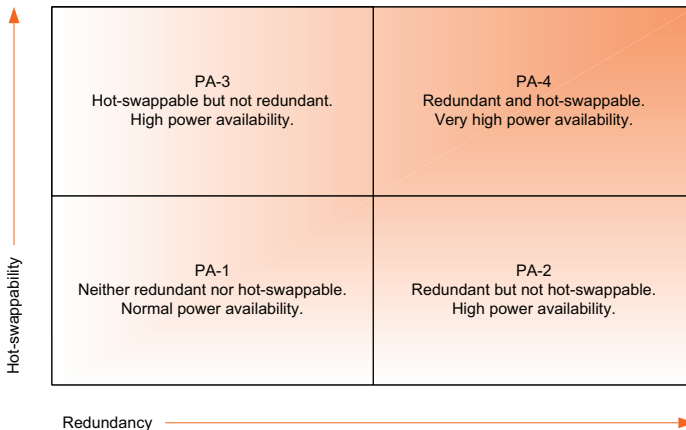 PA-3
Hot-swappable but not redundant.
High power availability.
PA-4
Redundant and hot-swappable.
Very high power availability.
PA-1
Neither redundant nor hot-swappable.
Normal power availability.
PA-2
Redundant but not hot-swappable.
High power availability.
Hot-swappability
Redundancy